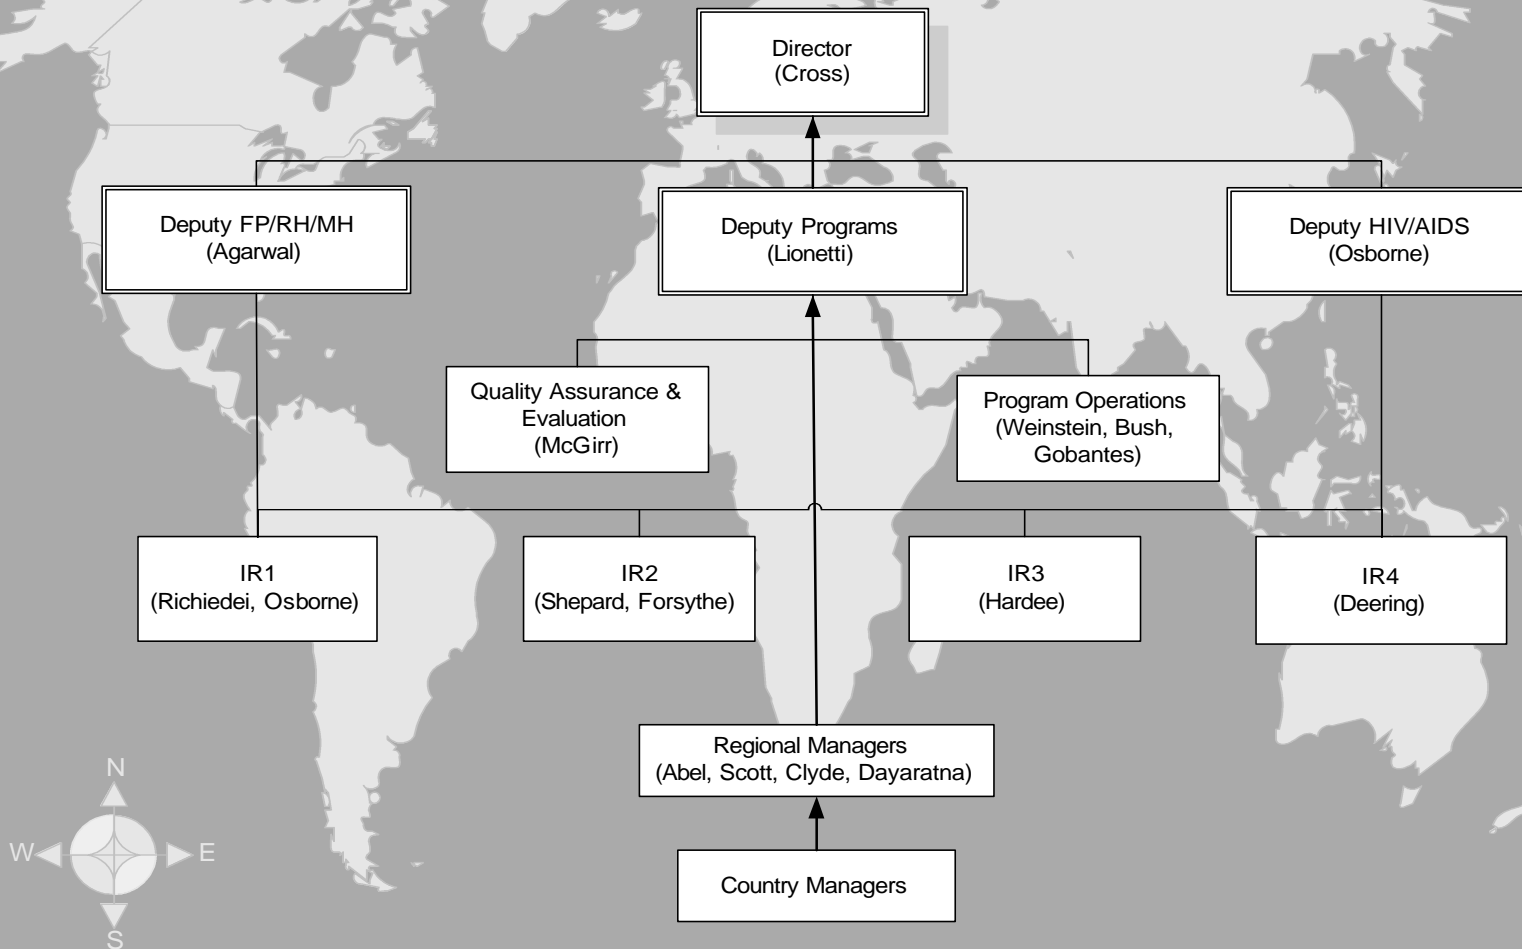 Director
(Cross)
Deputy FP/RH/MH
(Agarwal)
Deputy Programs
(Lionetti)
Deputy HIV/AIDS
(Osborne)
Quality Assurance &
Evaluation
(McGirr)
Program Operations
(Weinstein, Bush,
Gobantes)
IR1
(Richiedei, Osborne)
IR2
(Shepard, Forsythe)
IR3
(Hardee)
IR4
(Deering)
Regional Managers
(Abel, Scott, Clyde, Dayaratna)
Country Managers
N
W E
S